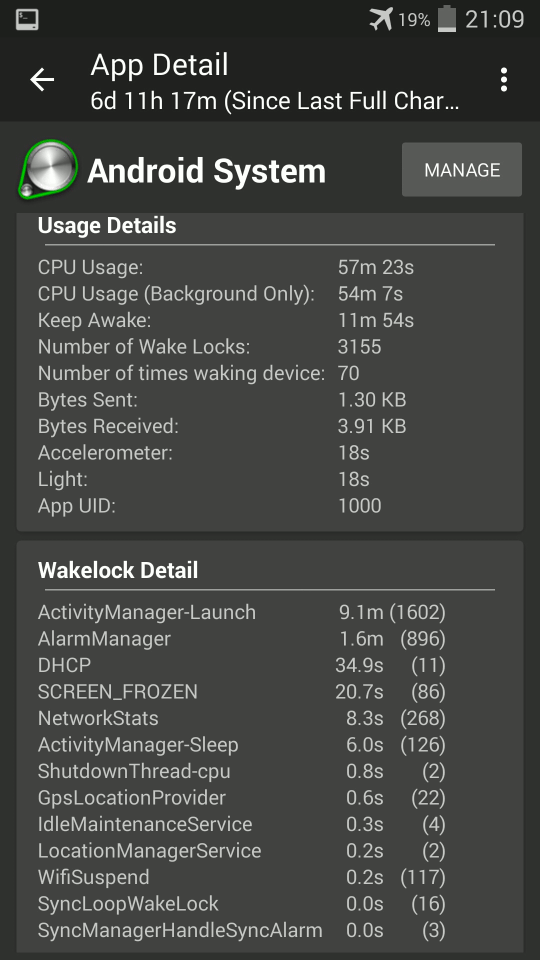 19% 21:09
App Detail
6d 11h 17m (Since Last Full Char...
Android System MANAGE
Usage Details
CPU Usage: 57m 23s
CPU Usage (Background Only): 54m 7s
Keep Awake: 11m 54s
Number of Wake Locks: 3155
Number of times waking device: 70
Bytes Sent: 1.30 KB
Bytes Received: 3.91 KB
Accelerometer: 18s
Light: 18s
App UID: 1000
Wakelock Detail
ActivityManager-Launch 9.1m (1602)
AlarmManager 1.6m (896)
DHCP 34.9s (11)
SCREEN_FROZEN 20.7s (86)
NetworkStats 8.3s (268)
ActivityManager-Sleep 6.0s (126)
ShutdownThread-cpu 0.8s (2)
GpsLocationProvider 0.6s (22)
IdleMaintenanceService 0.3s (4)
LocationManagerService 0.2s (2)
WifiSuspend 0.2s (117)
SyncLoopWakeLock 0.0s (16)
SyncManagerHandleSyncAlarm 0.0s (3)